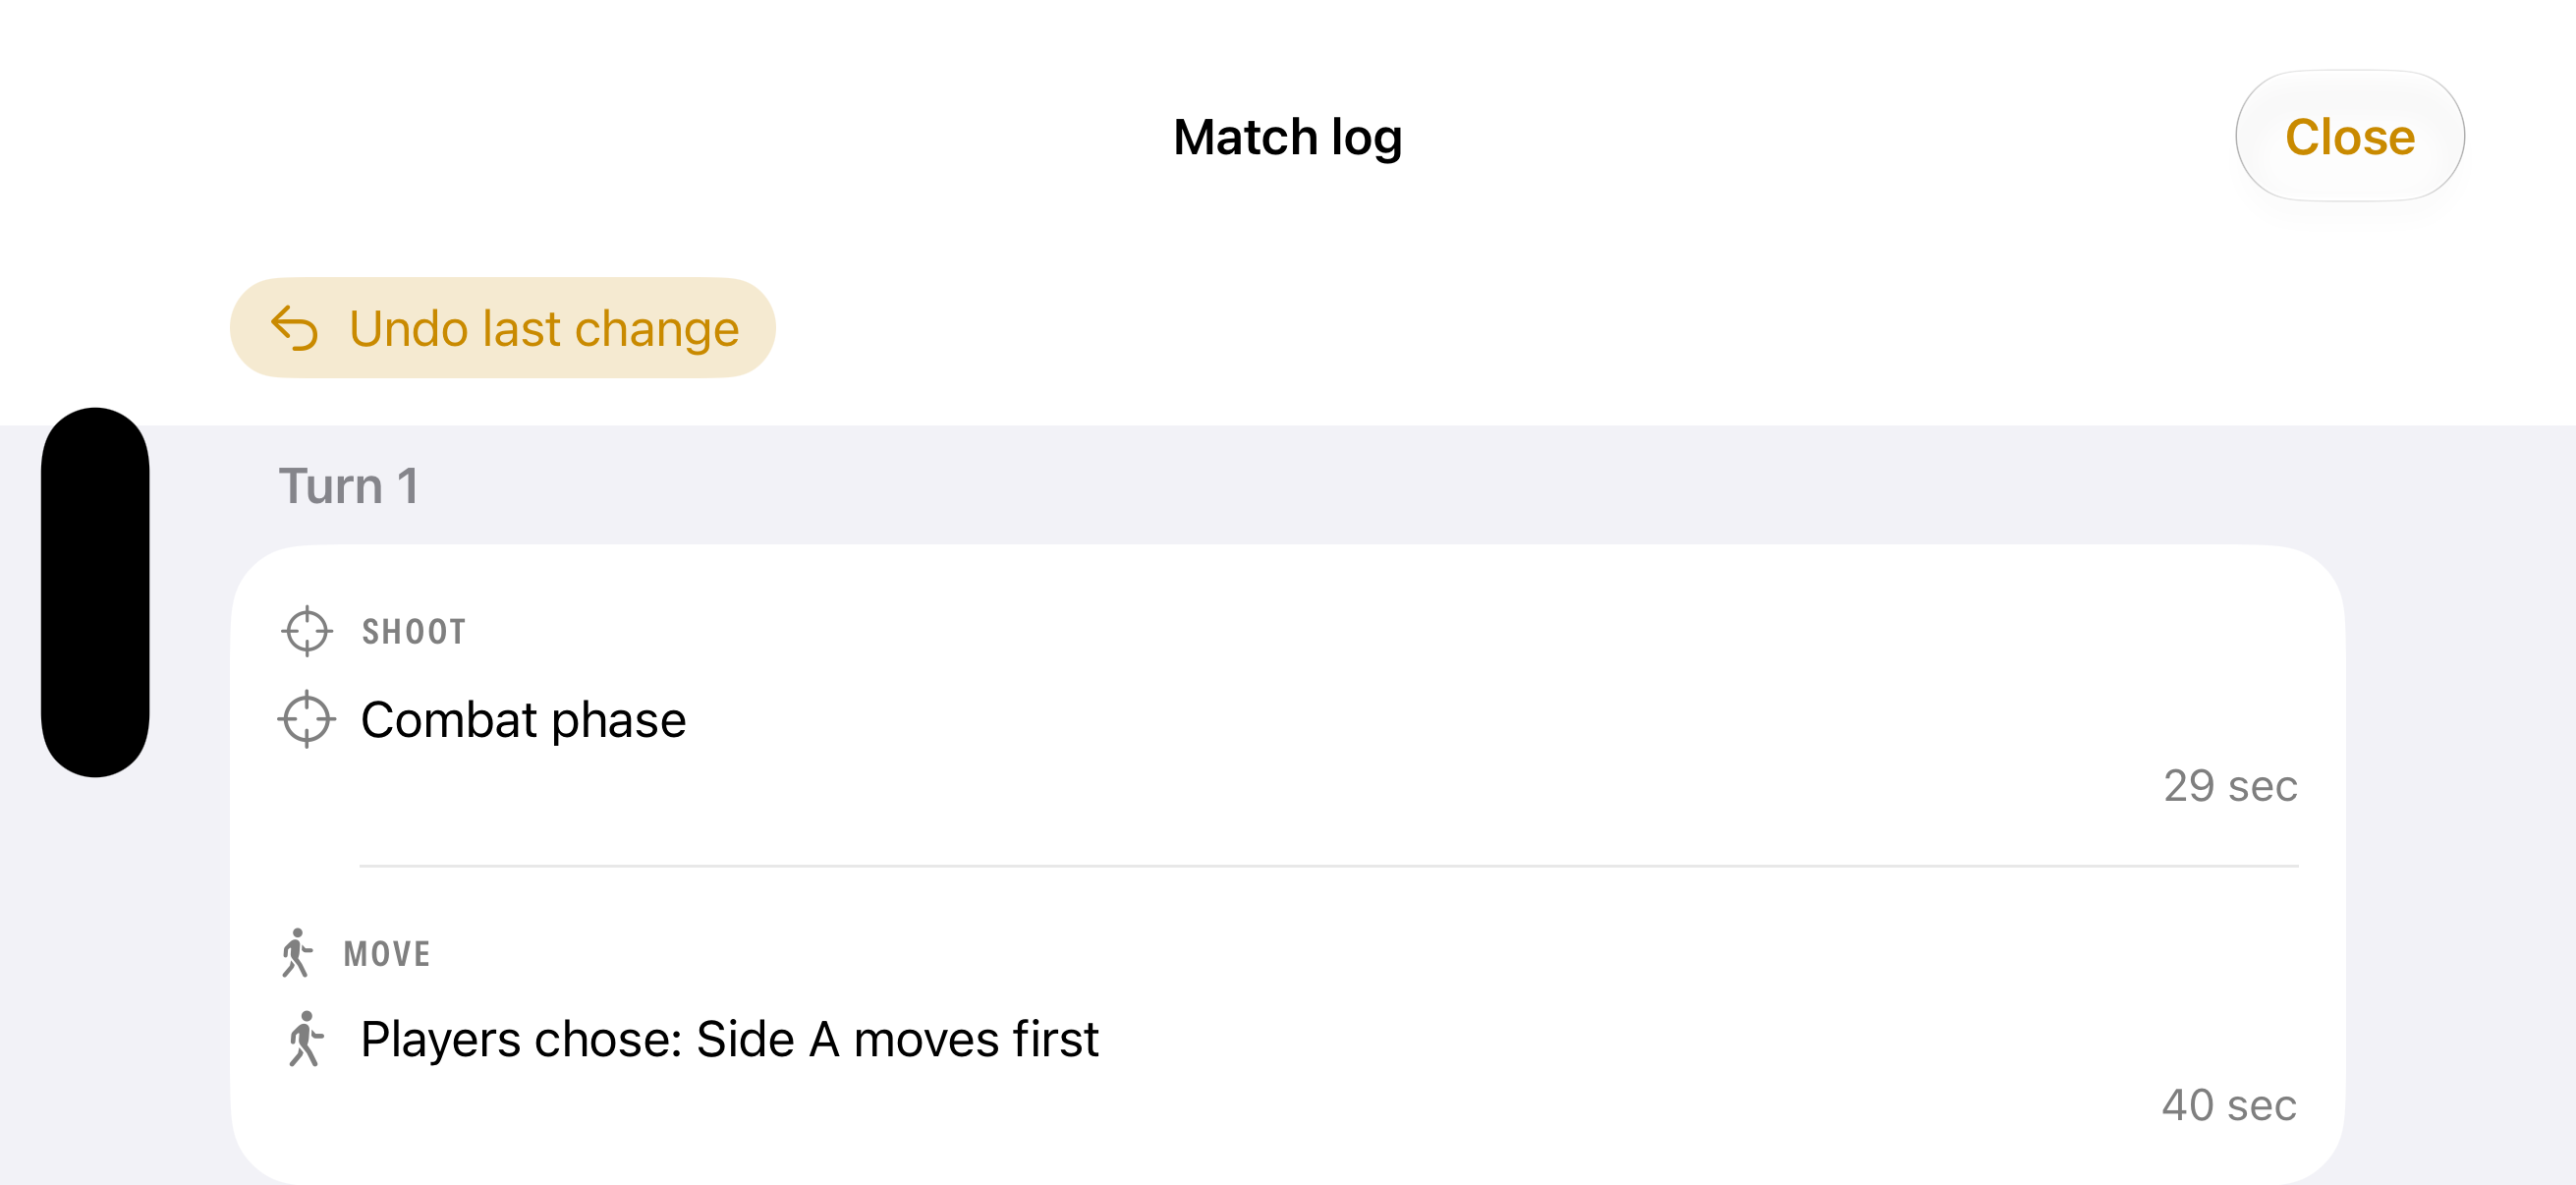 Match log
Close
Undo last change
Turn 1
SHOOT
Combat phase
29 sec
MOVE
Players chose: Side A moves first
40 sec